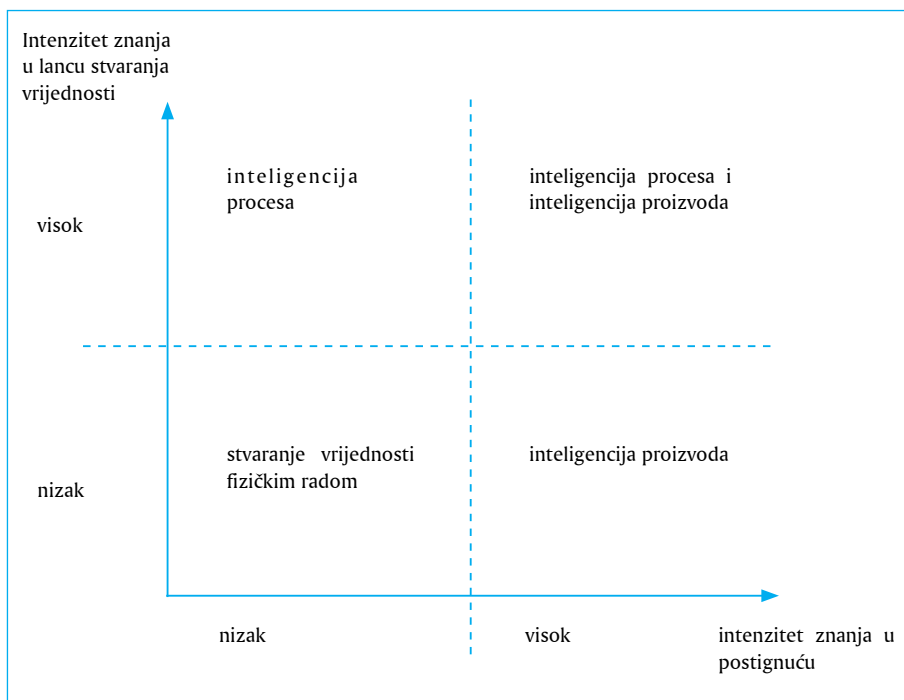 Intenzitet znanja
u lancu stvaranja
vrijednosti
inteligencija
procesa
inteligencija procesa i
inteligencija proizvoda
visok
stvaranje vrijednosti
fizičkim radom
inteligencija proizvoda
nizak
nizak
visok
intenzitet znanja u
postignuću